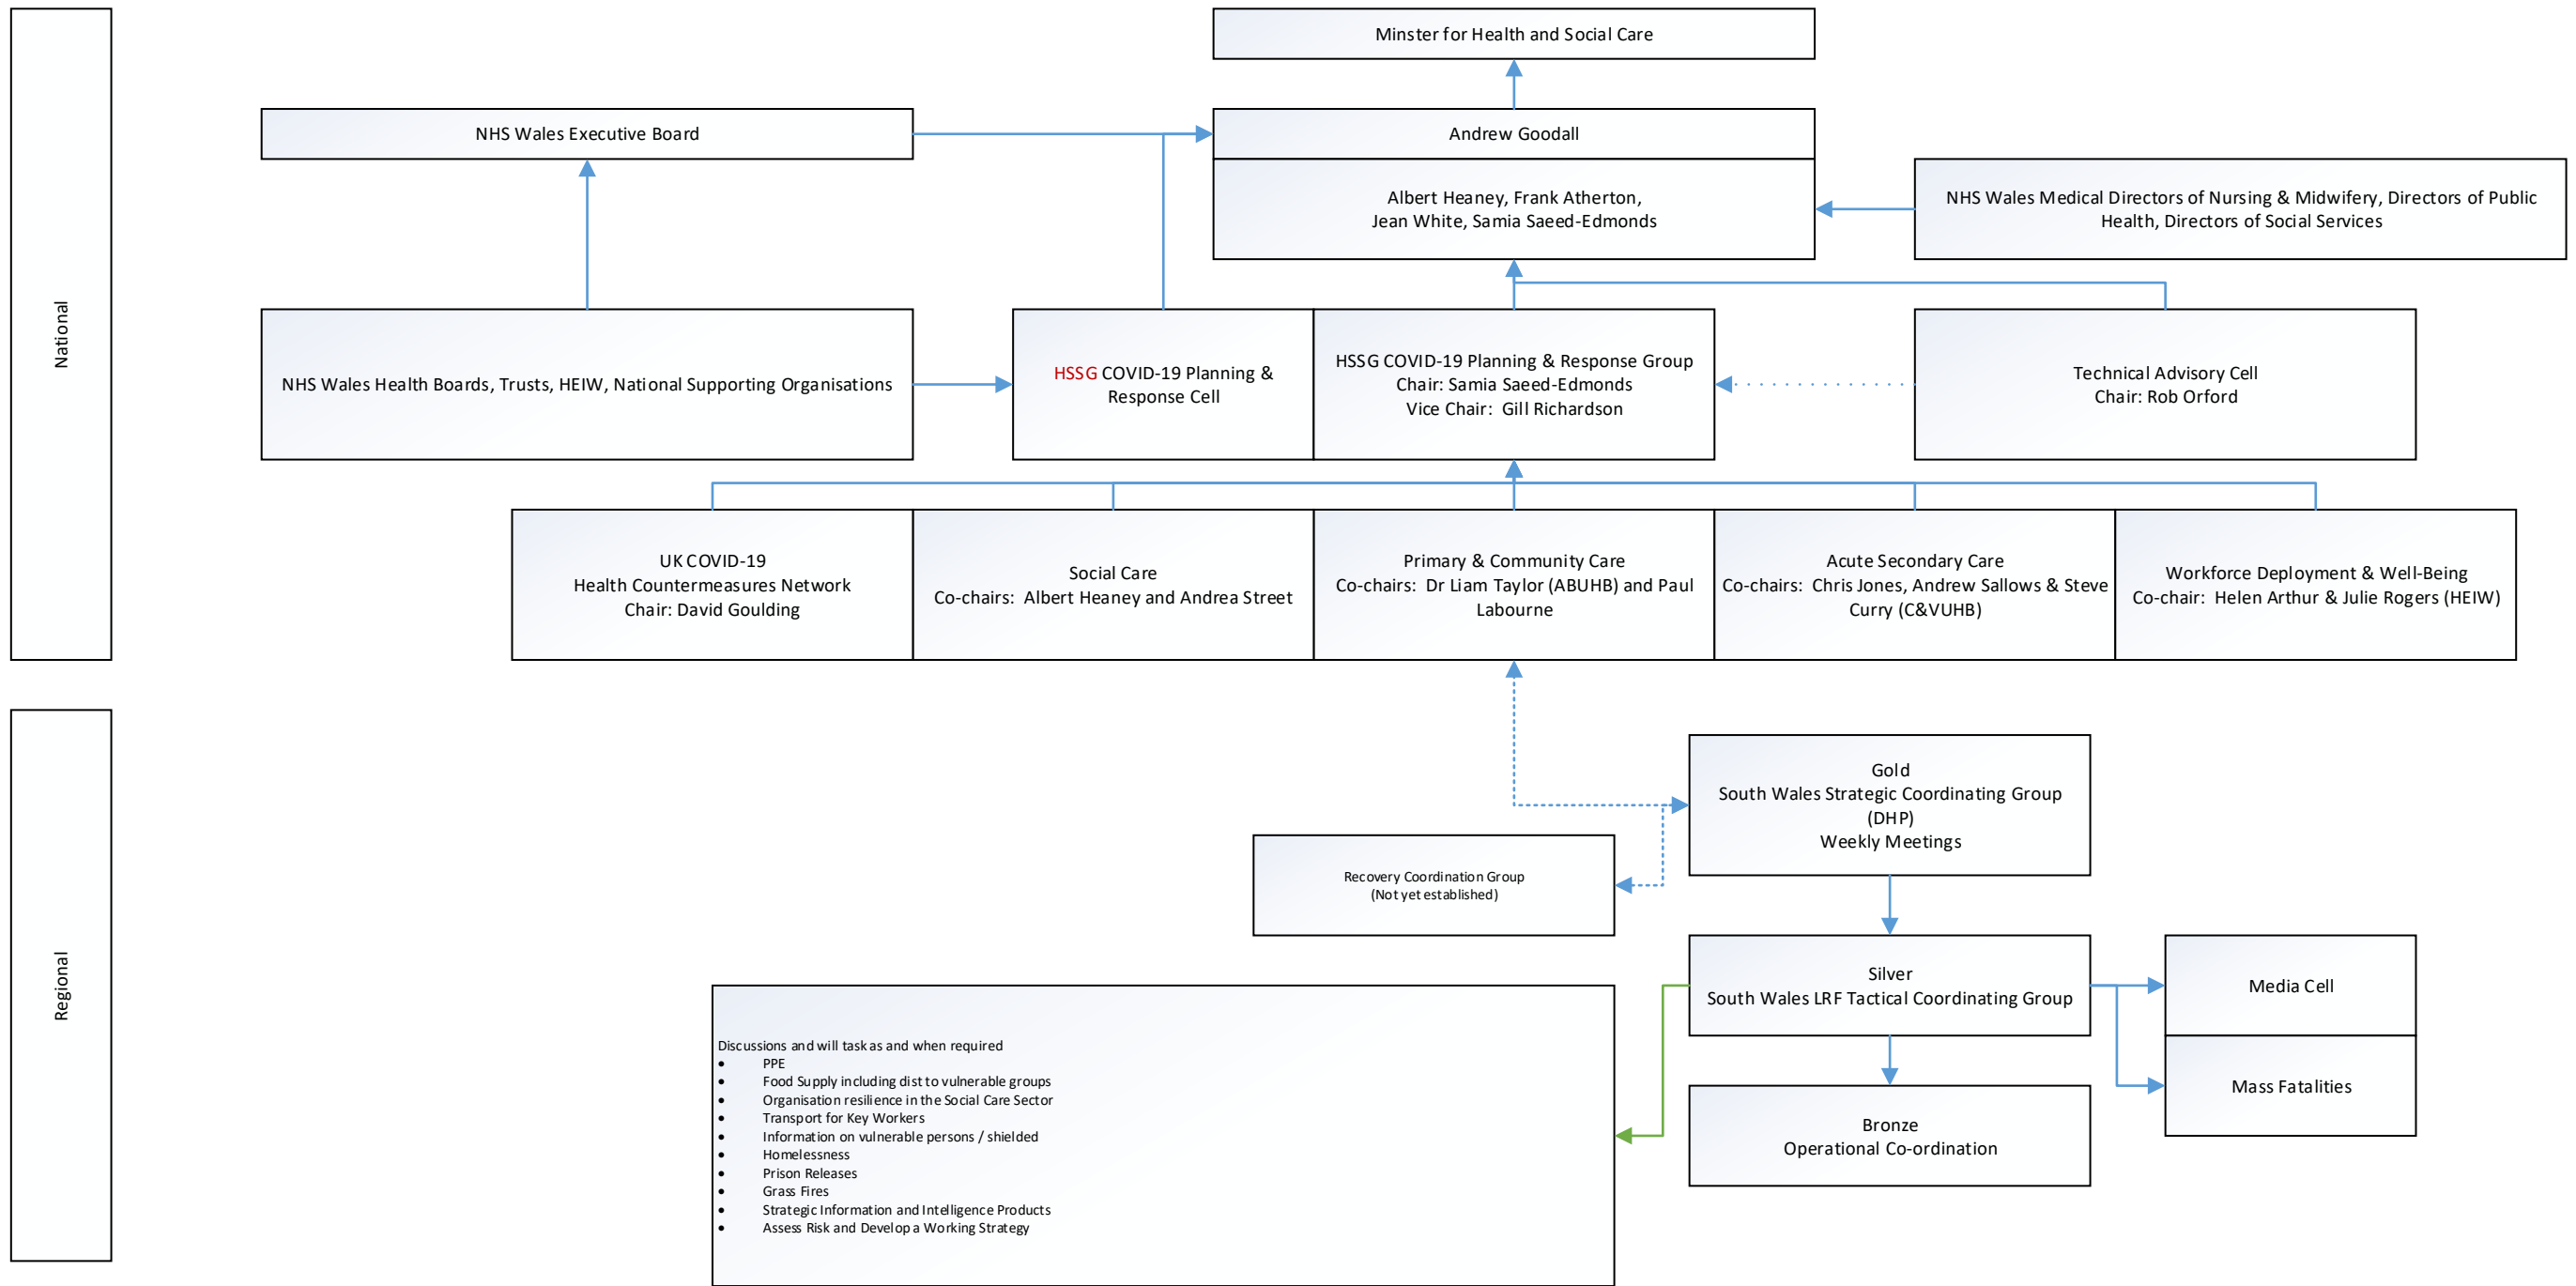 National
Minster for Health and Social Care
NHS Wales Executive Board
Andrew Goodall
Albert Heaney, Frank Atherton,
Jean White, Samia Saeed-Edmonds
NHS Wales Medical Directors of Nursing & Midwifery, Directors of Public
Health, Directors of Social Services
NHS Wales Health Boards, Trusts, HEIW, National Supporting Organisations
HSSG COVID-19 Planning &
Response Cell
HSSG COVID-19 Planning & Response Group
Chair: Samia Saeed-Edmonds
Vice Chair: Gill Richardson
Technical Advisory Cell
Chair: Rob Orford
UK COVID-19
Health Countermeasures Network
Chair: David Goulding
Social Care
Co-chairs: Albert Heaney and Andrea Street
Primary & Community Care
Co-chairs: Dr Liam Taylor (ABUHB) and Paul
Labourne
Acute Secondary Care
Co-chairs: Chris Jones, Andrew Sallows & Steve
Curry (C&VUHB)
Workforce Deployment & Well-Being
Co-chair: Helen Arthur & Julie Rogers (HEIW)
Regional
Gold
South Wales Strategic Coordinating Group
(DHP)
Weekly Meetings
Recovery Coordination Group
(Not yet established)
Silver
South Wales LRF Tactical Coordinating Group
Media Cell
Mass Fatalities
Bronze
Operational Co-ordination
Discussions and will task as and when required
• PPE
• Food Supply including dist to vulnerable groups
• Organisation resilience in the Social Care Sector
• Transport for Key Workers
• Information on vulnerable persons / shielded
• Homelessness
• Prison Releases
• Grass Fires
• Strategic Information and Intelligence Products
• Assess Risk and Develop a Working Strategy